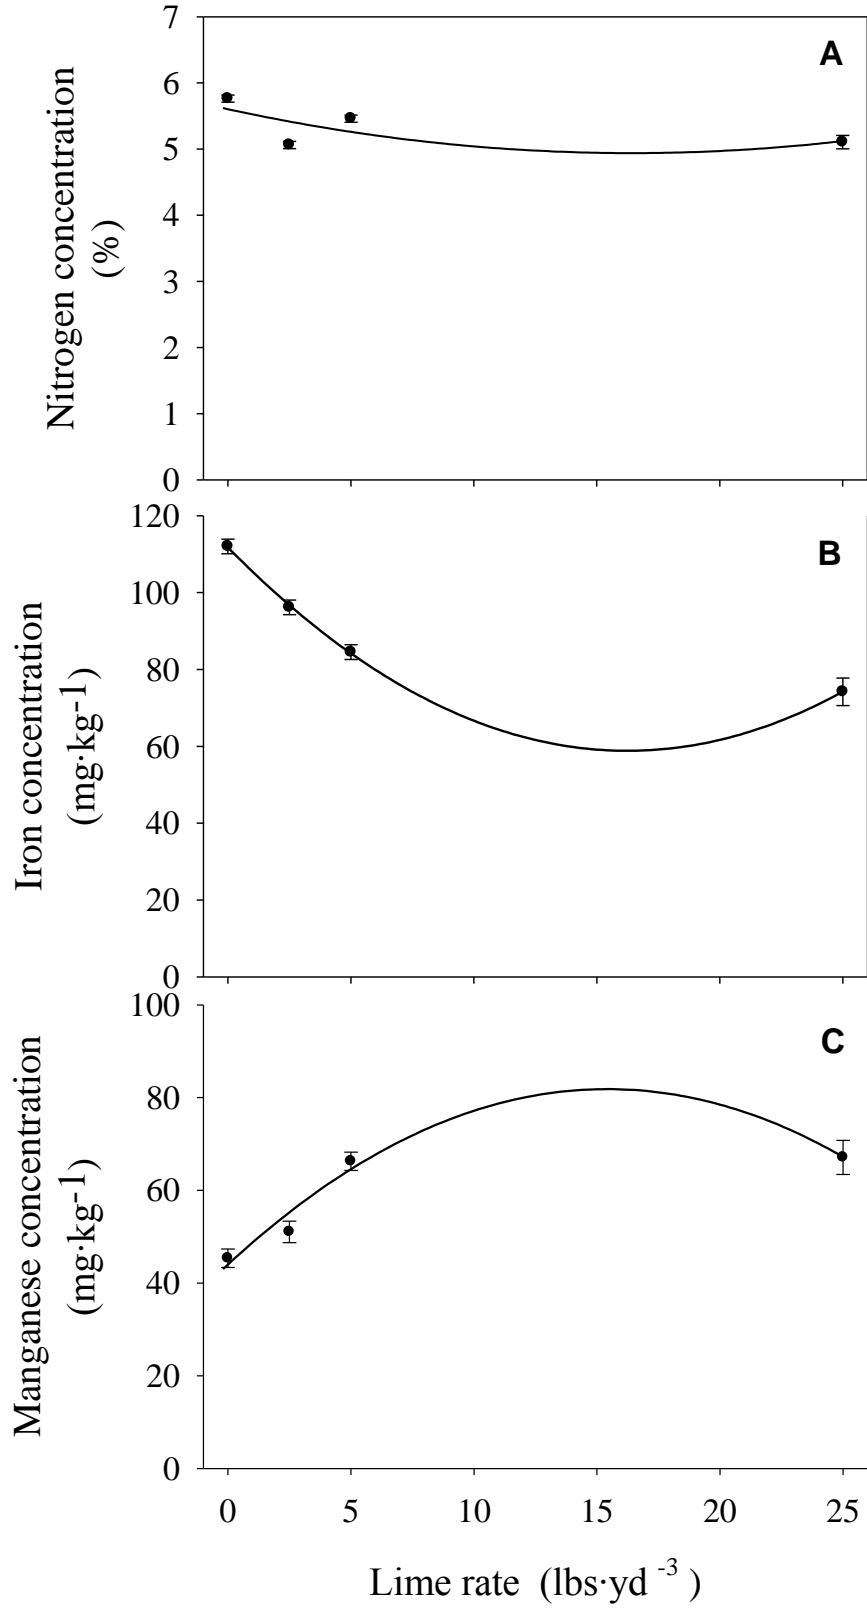 A
7
6
5
4
3
2
1
0
Nitrogen concentration
(%)
B
120
100
80
60
40
20
0
Iron concentration
(mg·kg-1)
C
100
80
60
40
20
0
Manganese concentration
(mg·kg-1)
0 5 10 15 20 25
Lime rate (lbs·yd -3 )